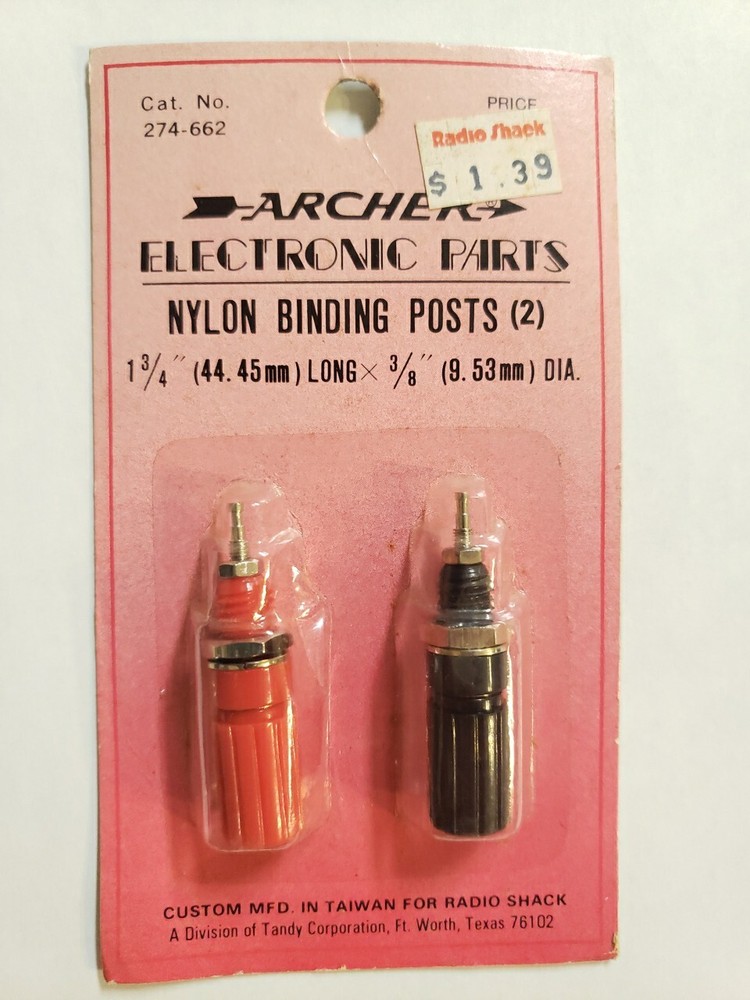 Cat. No.
274-662
PRICE
Radio Shack
$ 1.39
ARCHER®
ELECTRONIC PARTS
NYLON BINDING POSTS (2)
1 3/4″ (44.45mm) LONG × 3/8″ (9.53mm) DIA.
CUSTOM MFD. IN TAIWAN FOR RADIO SHACK
A Division of Tandy Corporation, Ft. Worth, Texas 76102